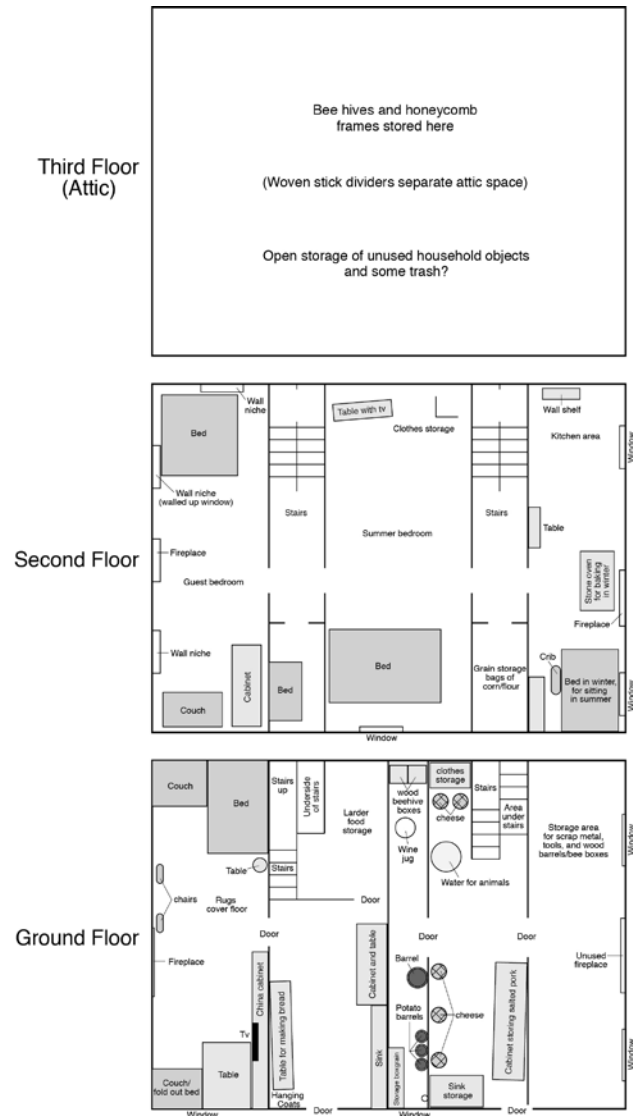 Third Floor
(Attic)
Bee hives and honeycomb
frames stored here
(Woven stick dividers separate attic space)
Open storage of unused household objects
and some trash?
Second Floor
Wall
niche
Bed
Wall niche
(walled up window)
Fireplace
Guest bedroom
Wall niche
Couch
Cabinet
Stairs
Bed
Table with tv
Clothes storage
Summer bedroom
Bed
Window
Stairs
Grain storage
bags of
corn/flour
Wall shelf
Kitchen area
Window
Table
Stone oven
for baking
in winter
Fireplace
Crib
Bed in winter,
for sitting
in summer
Window
Ground Floor
Couch
Bed
Table
chairs
Rugs
cover floor
Fireplace
Door
China cabinet
Tv
Couch/
fold out bed
Table
Window
Stairs
up
Underside
of stairs
Stairs
Larder
food
storage
Door
Cabinet and table
Table for making bread
Sink
Hanging
Coats
Door
wood
beehive
boxes
Wine
jug
Barrel
Potato
barrels
Storage boxgrain
Window
C
clothes
storage
cheese
Water for animals
Stairs
Area
under
stairs
Door
Door
cheese
Cabinet storing salted pork
Sink
storage
Door
Storage area
for scrap metal,
tools, and wood
barrels/bee boxes
Window
Unused
fireplace
Window